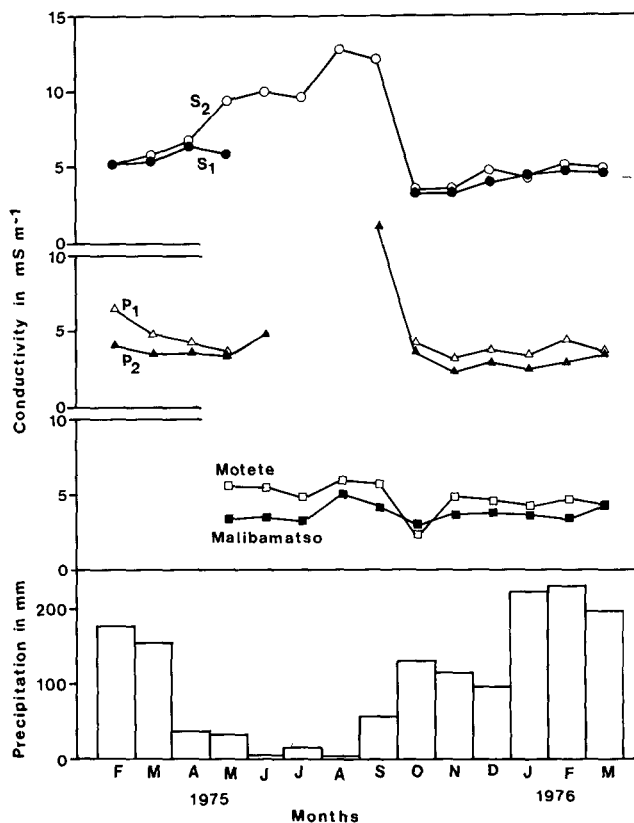 15
10
S2
S1
5
0
10
P1
5
P2
0
10
Motete
5
Malibamatso
0
Conductivity in mS m⁻¹
200
100
0
Precipitation in mm
F M A M J J A S O N D J F M
1975 1976
Months